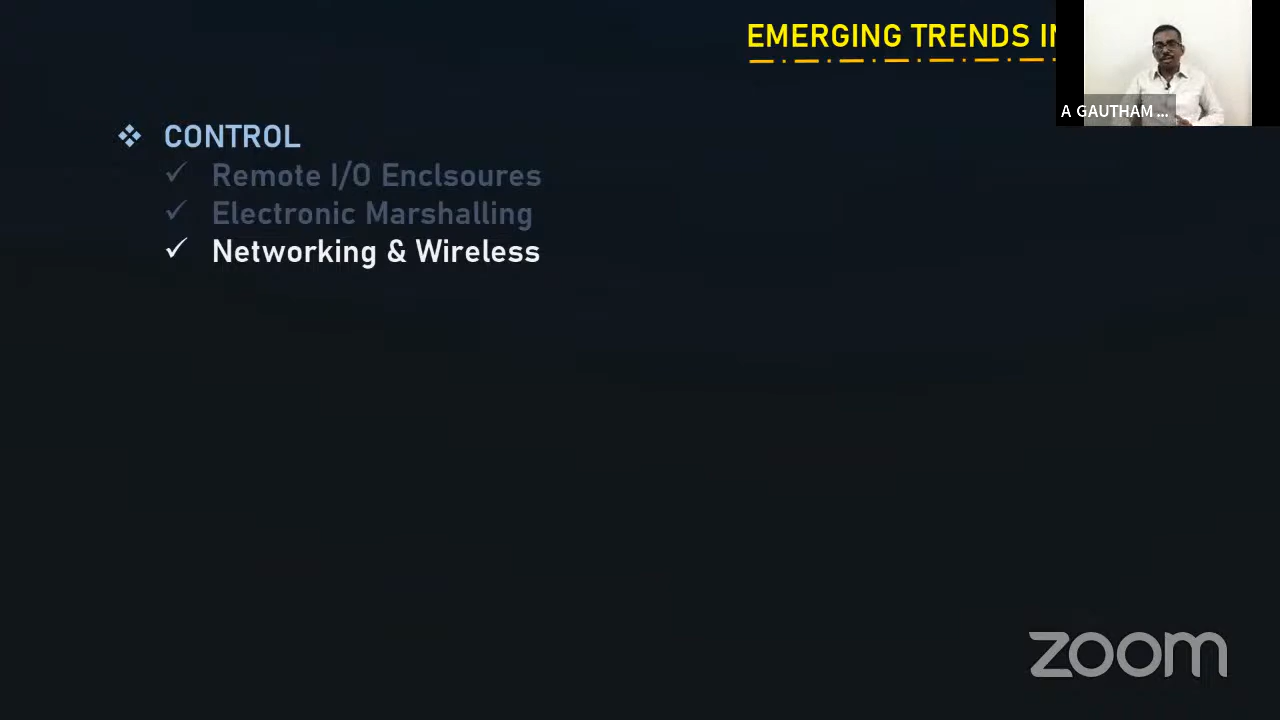 EMERGING TRENDS IN
A GAUTHAM ...
CONTROL
Remote I/O Enclsoures
Electronic Marshalling
Networking & Wireless
zoom